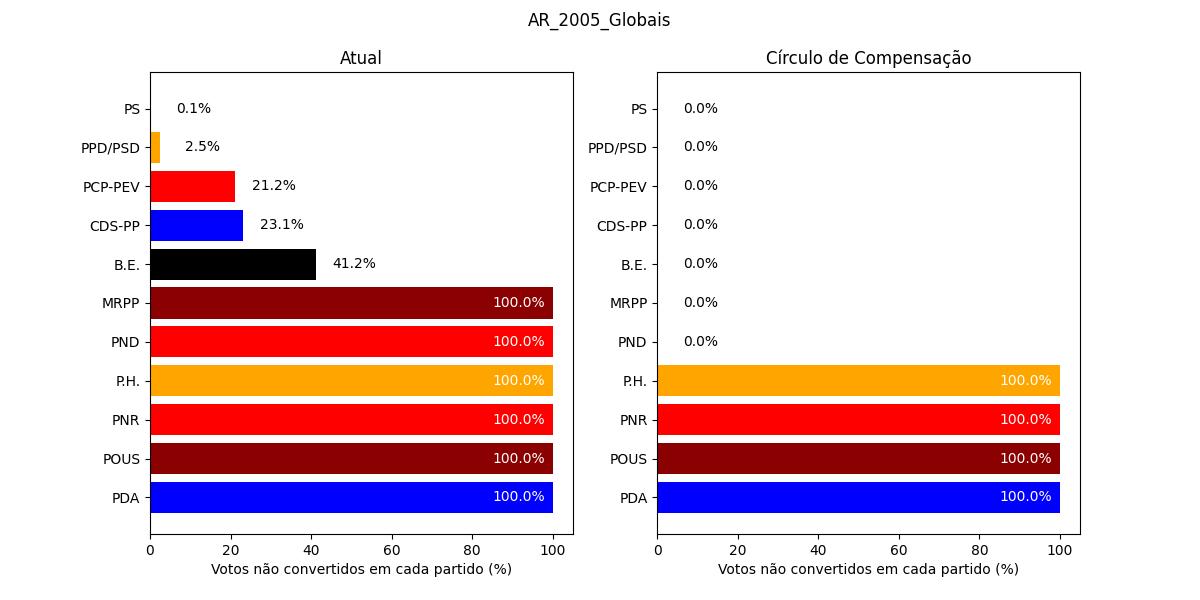 AR_2005_Globais
Atual
PS 0.1%
PPD/PSD 2.5%
PCP-PEV 21.2%
CDS-PP 23.1%
B.E. 41.2%
MRPP 100.0%
PND 100.0%
P.H. 100.0%
PNR 100.0%
POUS 100.0%
PDA 100.0%
0 20 40 60 80 100
Votos não convertidos em cada partido (%)
Círculo de Compensação
PS 0.0%
PPD/PSD 0.0%
PCP-PEV 0.0%
CDS-PP 0.0%
B.E. 0.0%
MRPP 0.0%
PND 0.0%
P.H. 100.0%
PNR 100.0%
POUS 100.0%
PDA 100.0%
0 20 40 60 80 100
Votos não convertidos em cada partido (%)